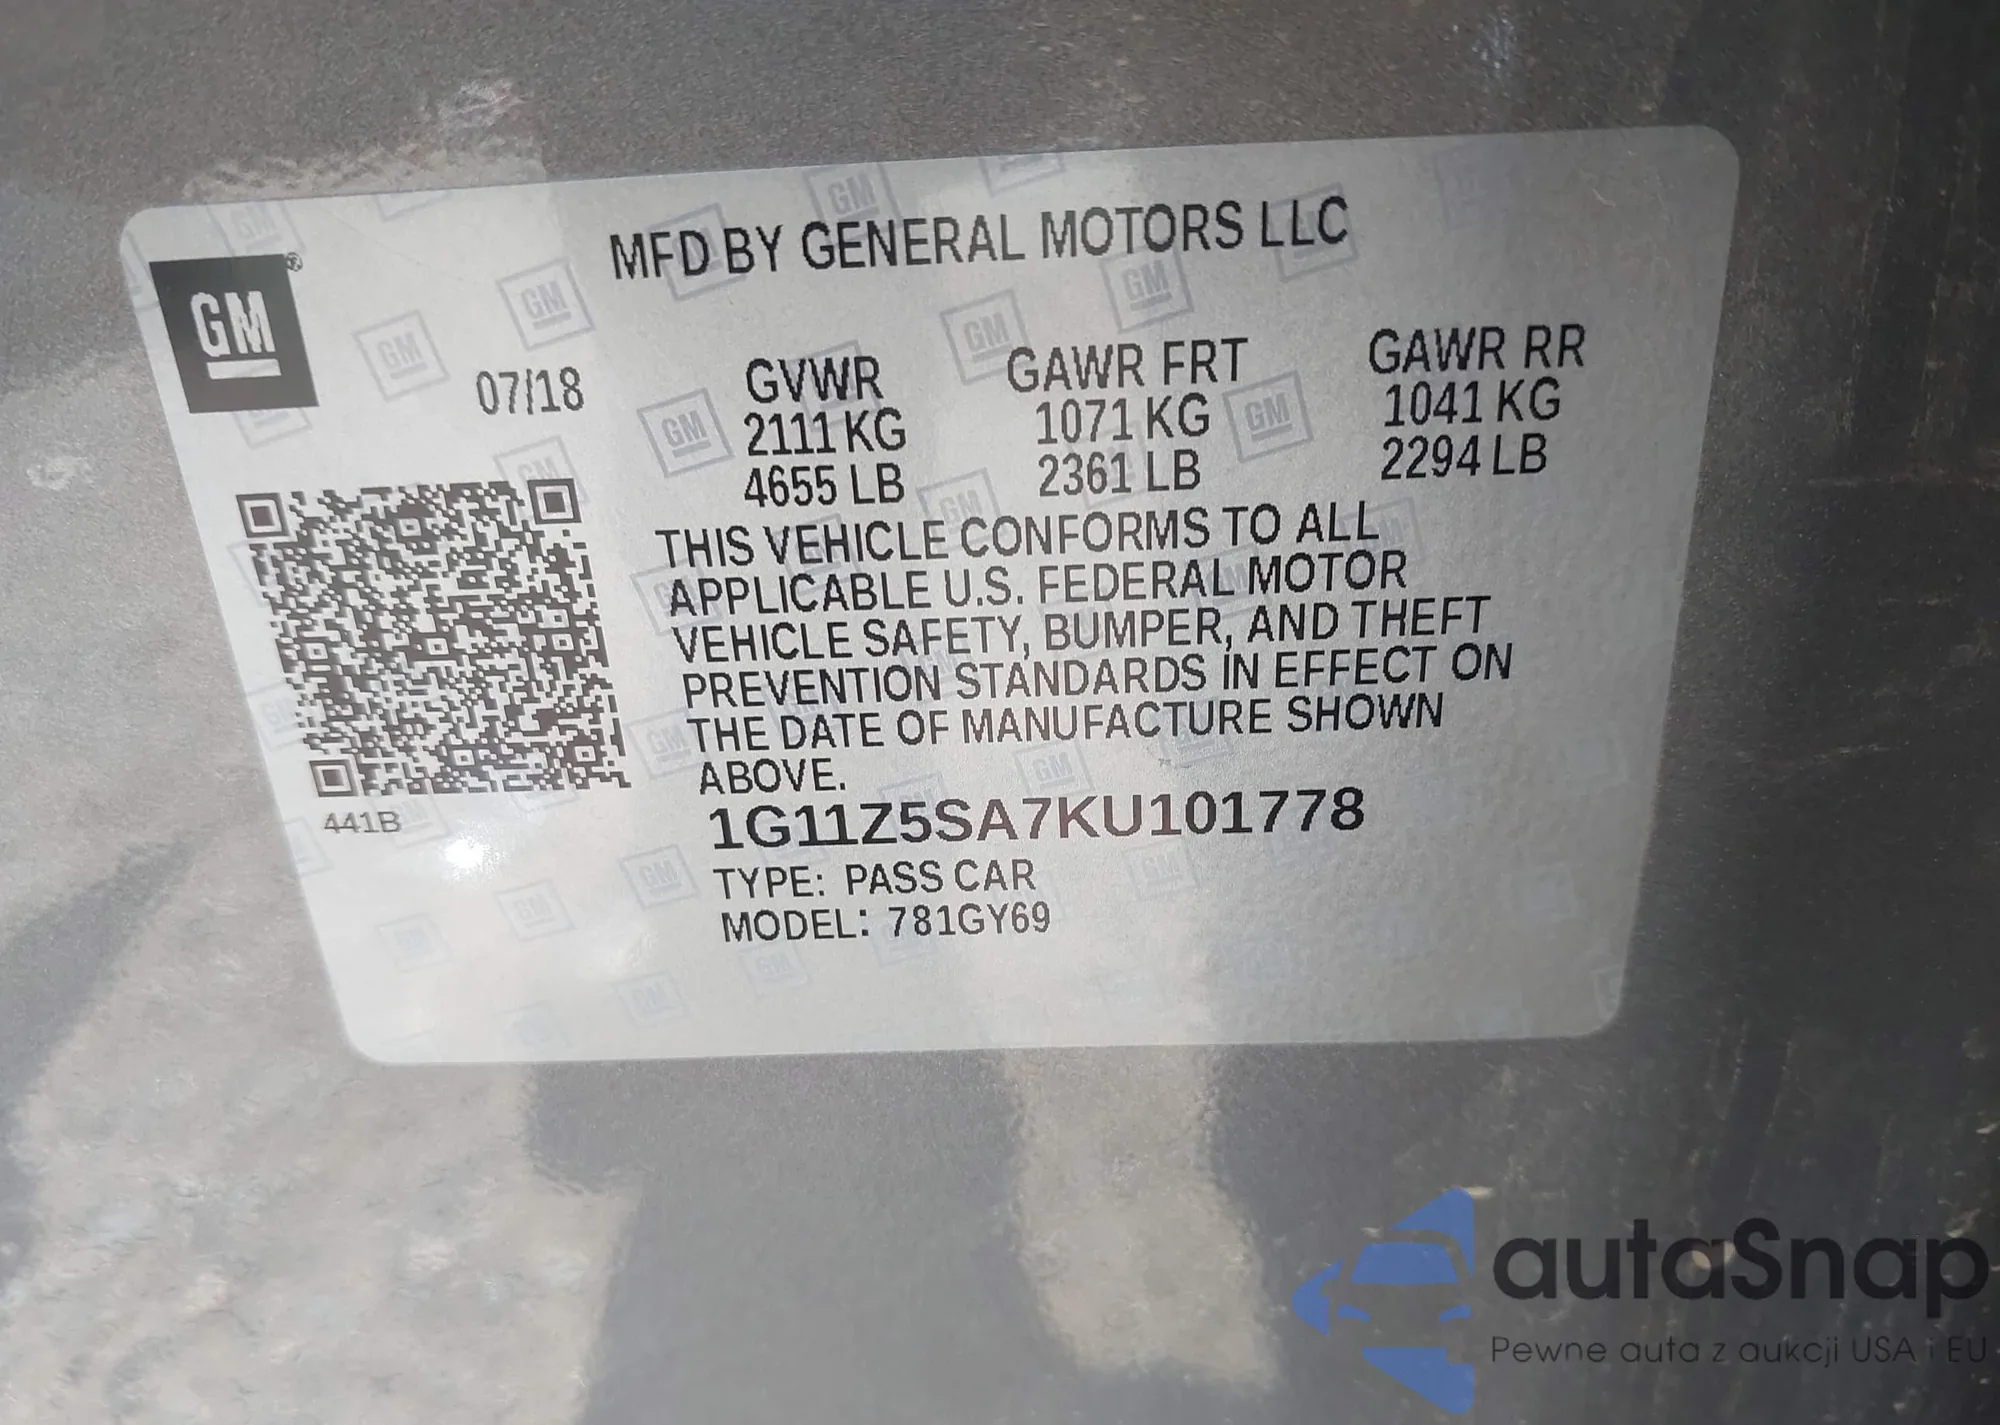 MFD BY GENERAL MOTORS LLC
GM®
07/18
GVWR GAWR FRT GAWR RR
2111 KG 1071 KG 1041 KG
4655 LB 2361 LB 2294 LB
THIS VEHICLE CONFORMS TO ALL
APPLICABLE U.S. FEDERAL MOTOR
VEHICLE SAFETY, BUMPER, AND THEFT
PREVENTION STANDARDS IN EFFECT ON
THE DATE OF MANUFACTURE SHOWN
ABOVE.
441B
1G11Z5SA7KU101778
TYPE: PASS CAR
MODEL: 781GY69
autaSnap
Pewne auta z aukcji USA i EU